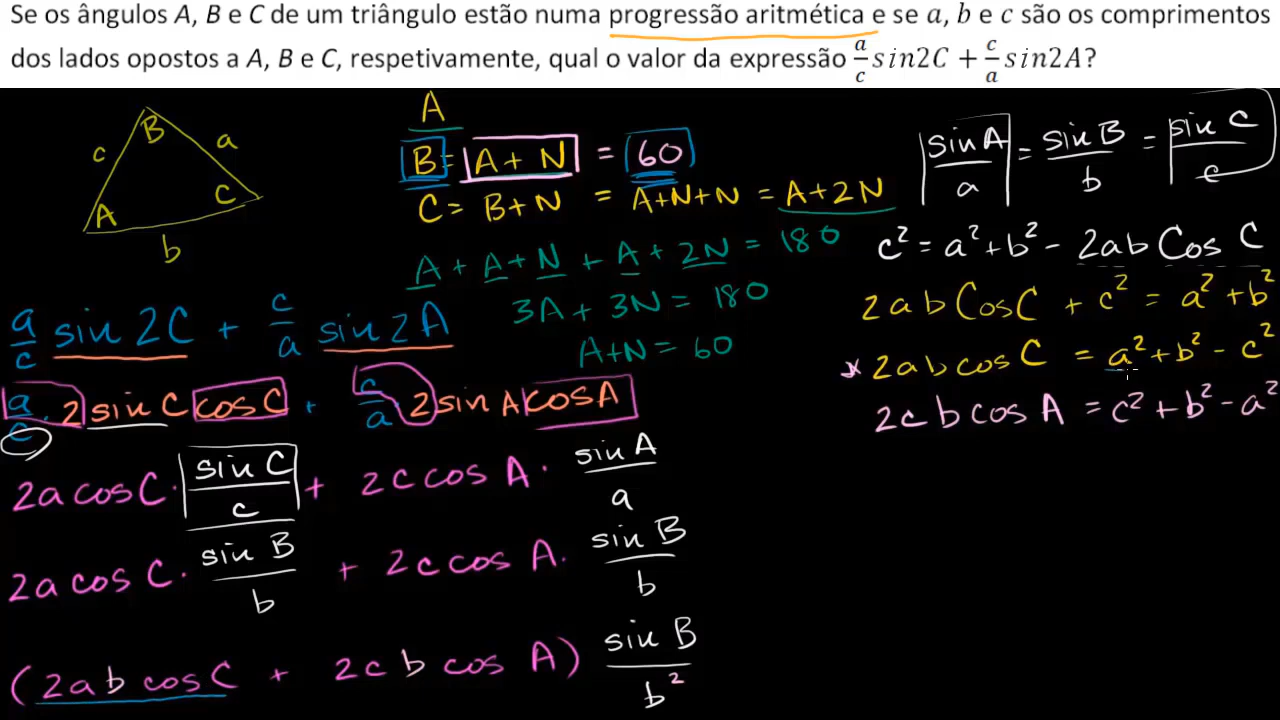 Se os ângulos A, B e C de um triângulo estão numa progressão aritmética e se a, b e c são os comprimentos
dos lados opostos a A, B e C, respetivamente, qual o valor da expressão a/c sin2C + c/a sin2A?
B
c
a
A
C
b
A
B = A + N = 60
C = B + N = A+N+N = A+2N
A + A + N + A + 2N = 180
3A + 3N = 180
A+N = 60
sin A/a = sin B/b = sin C/c
c² = a² + b² - 2ab Cos C
2ab Cos C + c² = a² + b²
* 2ab cos C = a² + b² - c²
2cb cos A = c² + b² - a²
a/c sin 2C + c/a sin 2A
a/c · 2 sin C cos C + c/a 2 sin A cos A
2a cos C · sin C/c + 2c cos A · sin A/a
2a cos C · sin B/b + 2c cos A · sin B/b
(2ab cos C + 2cb cos A) sin B/b²